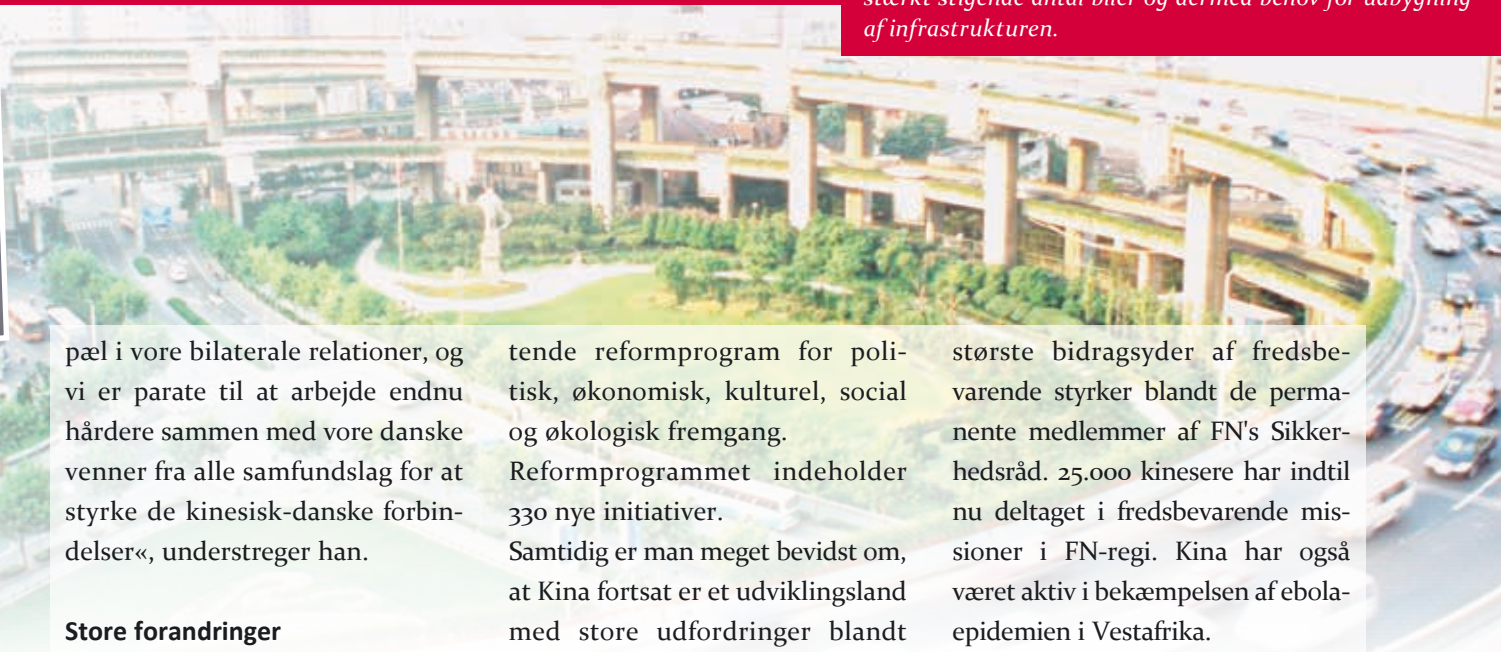 stærkt stigende antal biler og dermed behov for udbygning
af infrastrukturen.
pæl i vore bilaterale relationer, og
vi er parate til at arbejde endnu
hårdere sammen med vore danske
venner fra alle samfundslag for at
styrke de kinesisk-danske forbin-
delser«, understreger han.
Store forandringer
tende reformprogram for poli-
tisk, økonomisk, kulturel, social
og økologisk fremgang.
Reformprogrammet indeholder
330 nye initiativer.
Samtidig er man meget bevidst om,
at Kina fortsat er et udviklingsland
med store udfordringer blandt
største bidragsyder af fredsbe-
varende styrker blandt de perma-
nente medlemmer af FN's Sikker-
hedsråd. 25.000 kinesere har indtil
nu deltaget i fredsbevarende mis-
sioner i FN-regi. Kina har også
været aktiv i bekæmpelsen af ebola-
epidemien i Vestafrika.